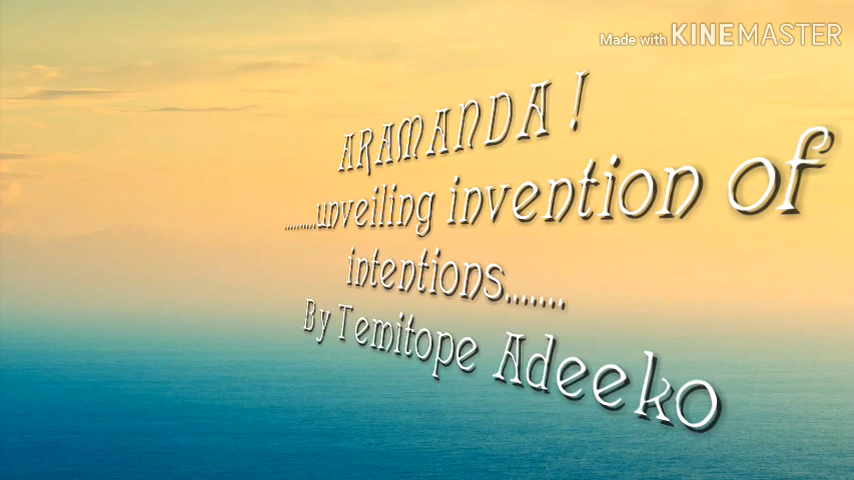 Made with KINEMASTER
ARAMANDA !
.........unveiling invention of
intentions.......
By Temitope Adeeko